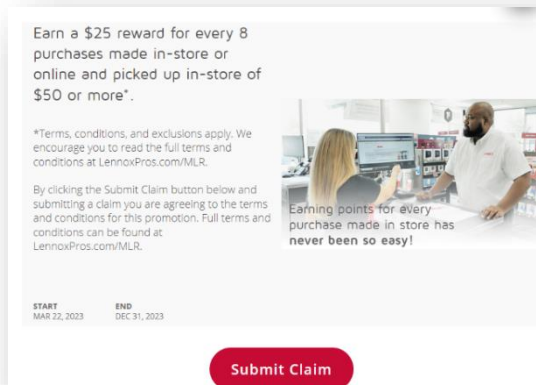 Earn a $25 reward for every 8
purchases made in-store or
online and picked up in-store of
$50 or more*.
*Terms, conditions, and exclusions apply. We
encourage you to read the full terms and
conditions at LennoxPros.com/MLR.
By clicking the Submit Claim button below and
submitting a claim you are agreeing to the terms
and conditions for this promotion. Full terms and
conditions can be found at
LennoxPros.com/MLR.
Earning points for every
purchase made in store has
never been so easy!
START
MAR 22, 2023
END
DEC 31, 2023
Submit Claim